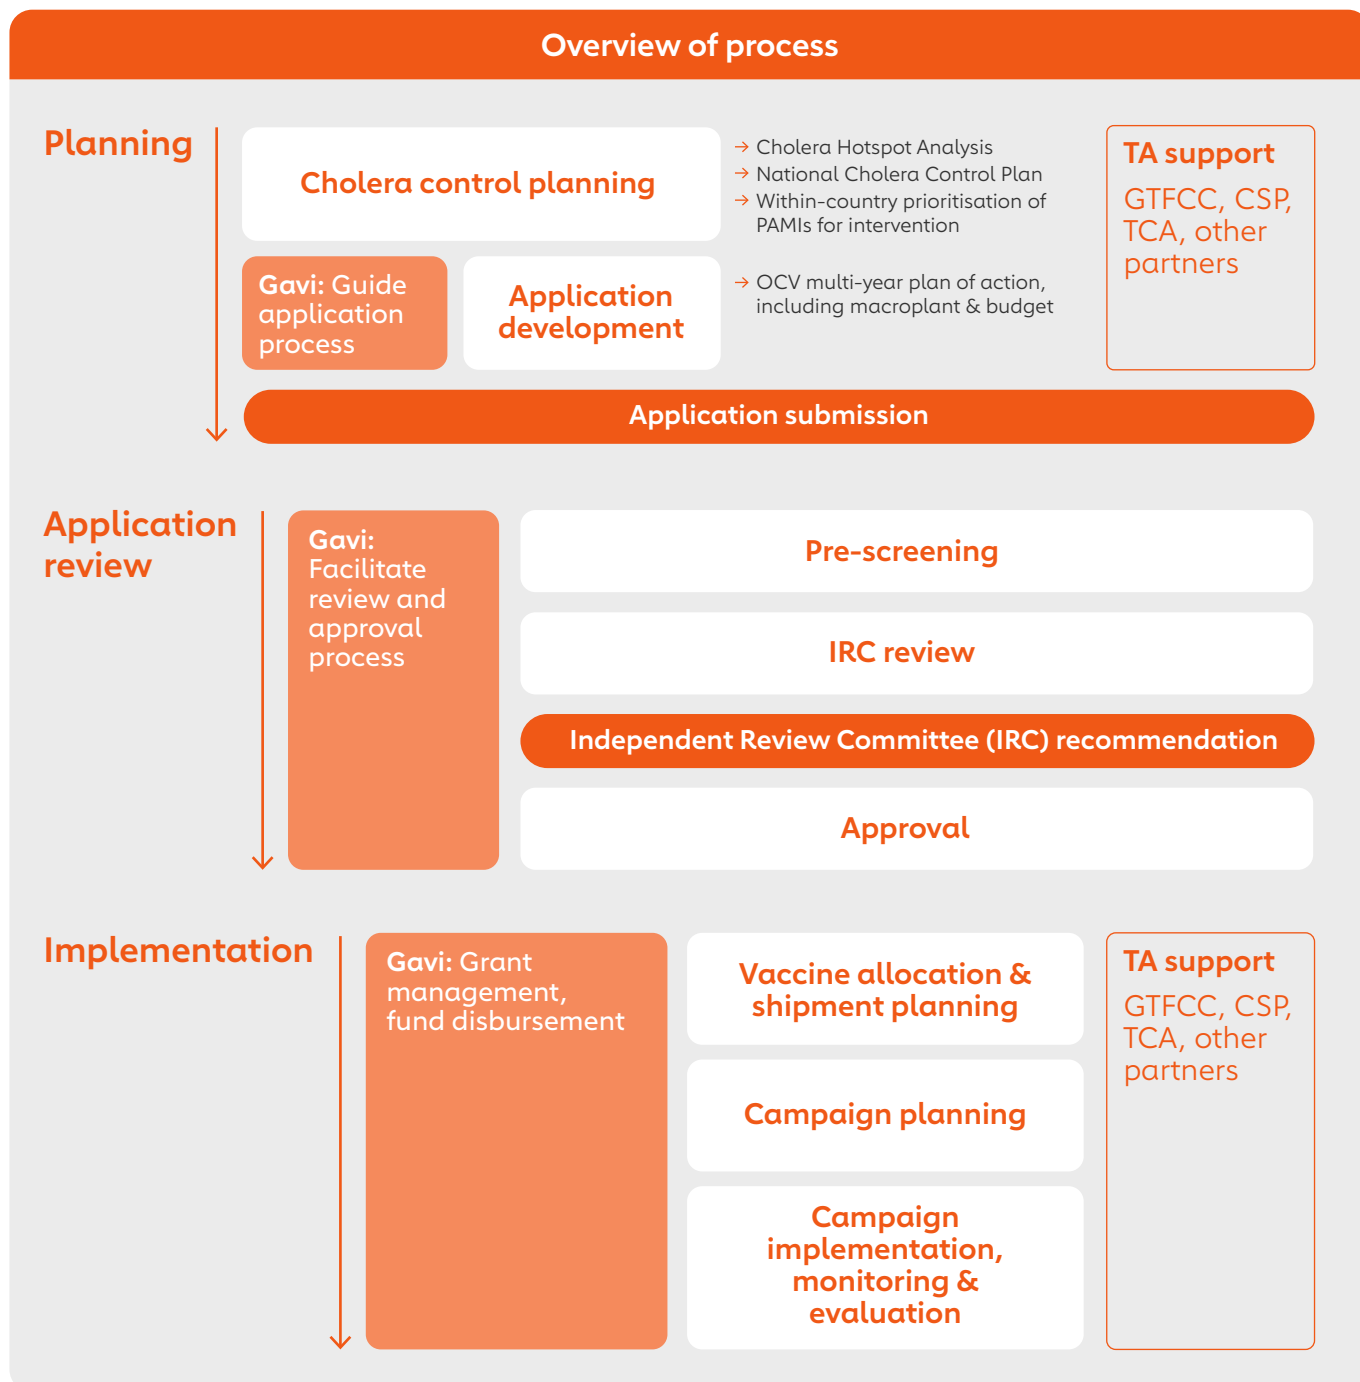 Overview of process
Planning
Cholera control planning
→ Cholera Hotspot Analysis
→ National Cholera Control Plan
→ Within-country prioritisation of
PAMIs for intervention
TA support
GTFCC, CSP,
TCA, other
partners
Gavi: Guide
application
process
Application
development
→ OCV multi-year plan of action,
including macroplant & budget
Application submission
Application
review
Gavi:
Facilitate
review and
approval
process
Pre-screening
IRC review
Independent Review Committee (IRC) recommendation
Approval
Implementation
Gavi: Grant
management,
fund disbursement
Vaccine allocation &
shipment planning
Campaign planning
Campaign
implementation,
monitoring &
evaluation
TA support
GTFCC, CSP,
TCA, other
partners